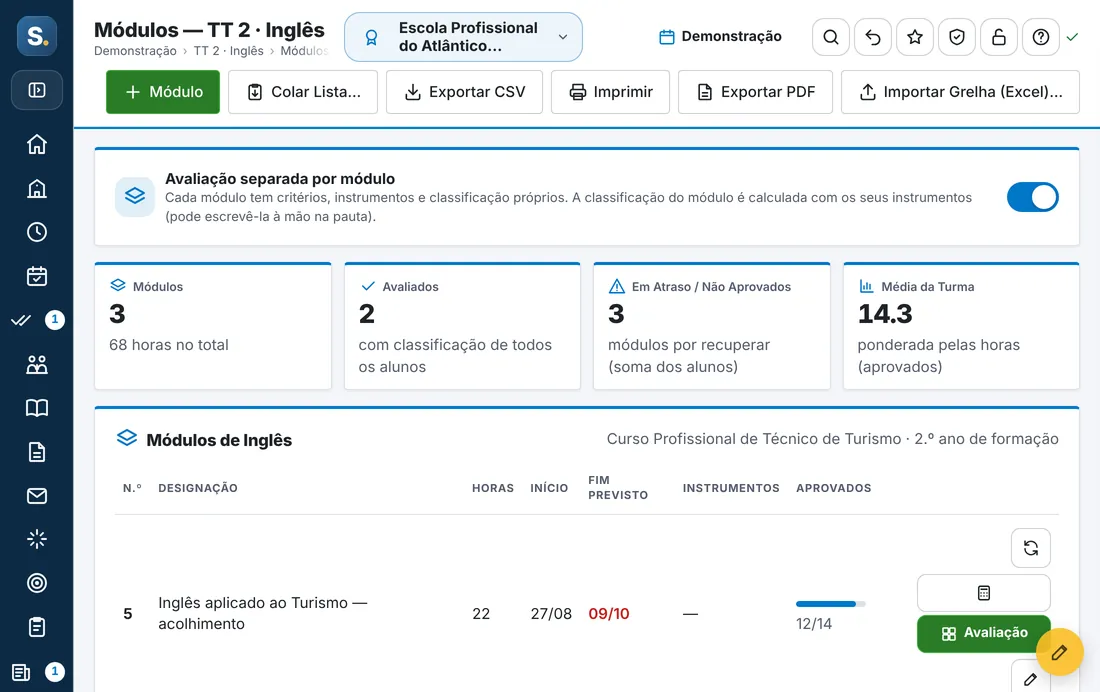 S.
Módulos — TT 2 · Inglês
Demonstração › TT 2 · Inglês › Módulos
Escola Profissional
do Atlântico...
Demonstração
Módulo
Colar Lista...
Exportar CSV
Imprimir
Exportar PDF
Importar Grelha (Excel)...
Avaliação separada por módulo
Cada módulo tem critérios, instrumentos e classificação próprios. A classificação do módulo é calculada com os seus instrumentos
(pode escrevê-la à mão na pauta).
Módulos
3
68 horas no total
Avaliados
2
com classificação de todos
os alunos
Em Atraso / Não Aprovados
3
módulos por recuperar
(soma dos alunos)
Média da Turma
14.3
ponderada pelas horas
(aprovados)
Módulos de Inglês
Curso Profissional de Técnico de Turismo · 2.º ano de formação
N.º DESIGNAÇÃO HORAS INÍCIO FIM PREVISTO INSTRUMENTOS APROVADOS
5 Inglês aplicado ao Turismo — acolhimento 22 27/08 09/10 — 12/14
Avaliação
1
1